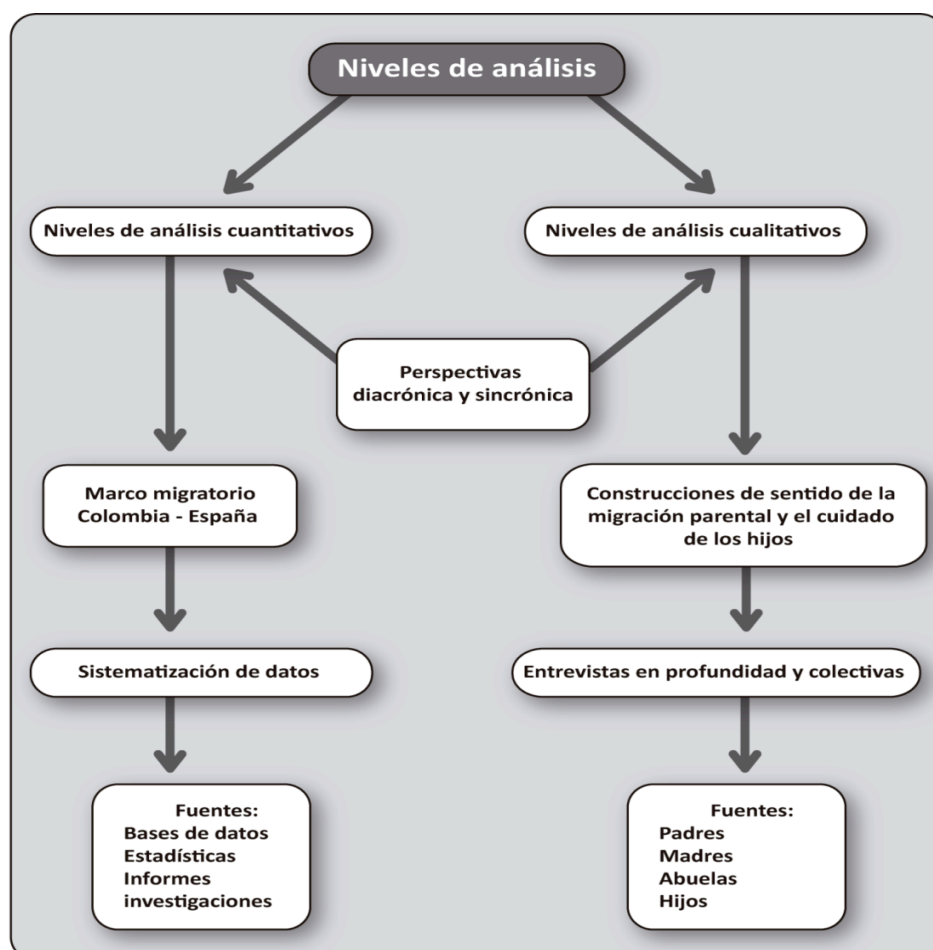 Niveles de análisis
Niveles de análisis cuantitativos
Niveles de análisis cualitativos
Perspectivas
diacrónica y sincrónica
Marco migratorio
Colombia - España
Construcciones de sentido de la
migración parental y el cuidado
de los hijos
Sistematización de datos
Entrevistas en profundidad y colectivas
Fuentes:
Bases de datos
Estadísticas
Informes
investigaciones
Fuentes:
Padres
Madres
Abuelas
Hijos